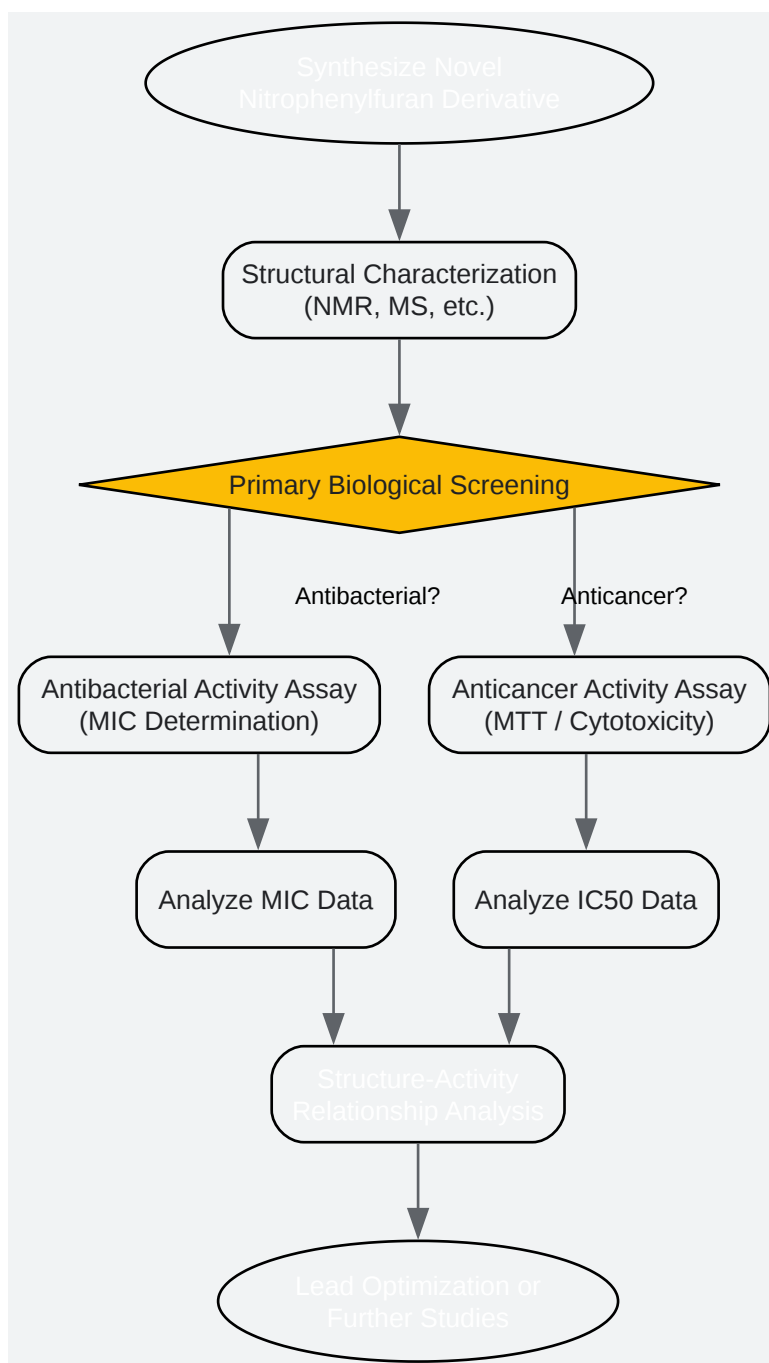 Synthesize Novel
Nitrophenylfuran Derivative
Structural Characterization
(NMR, MS, etc.)
Primary Biological Screening
Antibacterial?
Anticancer?
Antibacterial Activity Assay
(MIC Determination)
Anticancer Activity Assay
(MTT / Cytotoxicity)
Analyze MIC Data
Analyze IC50 Data
Structure-Activity
Relationship Analysis
Lead Optimization or
Further Studies